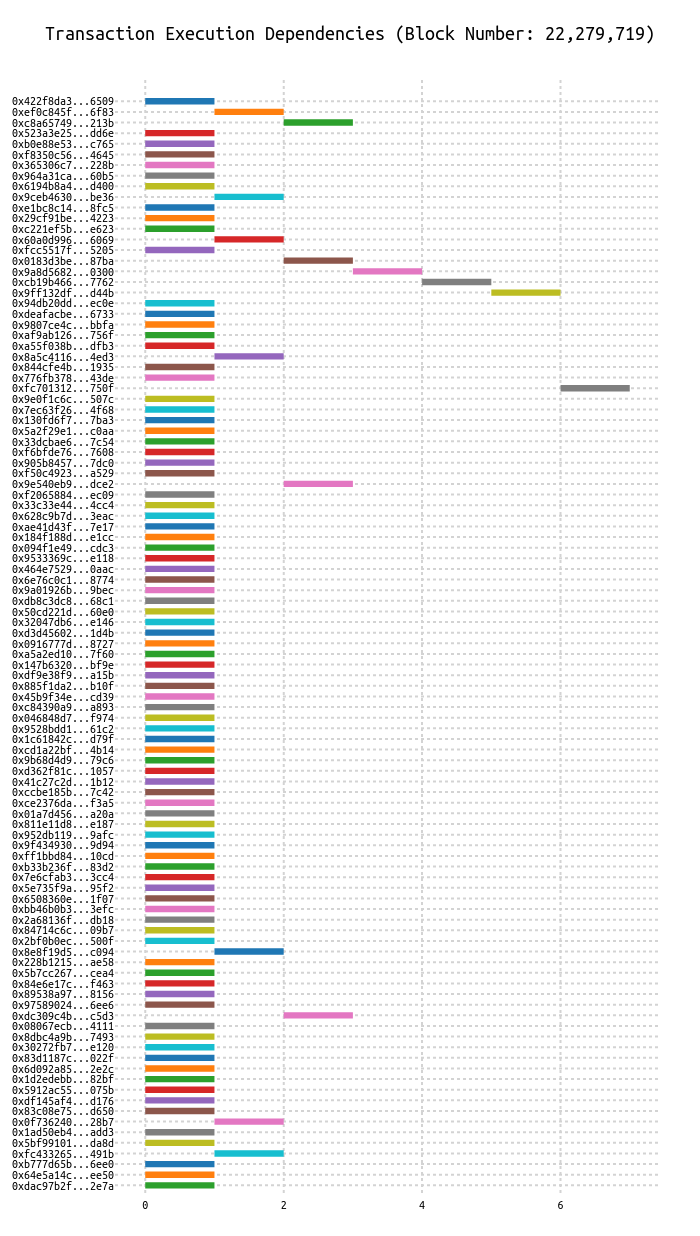 Transaction Execution Dependencies (Block Number: 22,279,719)
0x422f8da3...6509
0xef0c845f...6f83
0xc8a65749...213b
0x523a3e25...dd6e
0xb0e88e53...c765
0xf8350c56...4645
0x365306c7...228b
0x964a31ca...60b5
0x6194b8a4...d400
0x9ceb4630...be36
0xe1bc8c14...8fc5
0x29cf91be...4223
0xc221ef5b...e623
0x60a0d996...6069
0xfcc5517f...5205
0x0183d3be...87ba
0x9a8d5682...0300
0xcb19b466...7762
0x9ff132df...d44b
0x94db20dd...ec0e
0xdeafacbe...6733
0x9807ce4c...bbfa
0xaf9ab126...756f
0xa55f038b...dfb3
0x8a5c4116...4ed3
0x844cfe4b...1935
0x776fb378...43de
0xfc701312...750f
0x9e0f1c6c...507c
0x7ec63f26...4f68
0x130fd6f7...7ba3
0x5a2f29e1...c0aa
0x33dcbae6...7c54
0xf6bfde76...7608
0x905b8457...7dc0
0xf50c4923...a529
0x9e540eb9...dce2
0xf2065884...ec09
0x33c33e44...4cc4
0x628c9b7d...3eac
0xae41d43f...7e17
0x184f188d...e1cc
0x094f1e49...cdc3
0x9533369c...e118
0x464e7529...0aac
0x6e76c0c1...8774
0x9a01926b...9bec
0xdb8c3dc8...68c1
0x50cd221d...60e0
0x32047db6...e146
0xd3d45602...1d4b
0x0916777d...8727
0xa5a2ed10...7f60
0x147b6320...bf9e
0xdf9e38f9...a15b
0x885f1da2...b10f
0x45b9f34e...cd39
0xc84390a9...a893
0x046848d7...f974
0x9528bdd1...61c2
0x1c61842c...d79f
0xcd1a22bf...4b14
0x9b68d4d9...79c6
0xd362f81c...1057
0x41c27c2d...1b12
0xccbe185b...7c42
0xce2376da...f3a5
0x01a7d456...a20a
0x811e11d8...e187
0x952db119...9afc
0x9f434930...9d94
0xff1bbd84...10cd
0xb33b236f...83d2
0x7e6cfab3...3cc4
0x5e735f9a...95f2
0x6508360e...1f07
0xbb46b0b3...3efc
0x2a68136f...db18
0x84714c6c...09b7
0x2bf0b0ec...500f
0x8e8f19d5...c094
0x228b1215...ae58
0x5b7cc267...cea4
0x84e6e17c...f463
0x89538a97...8156
0x97589024...6ee6
0xdc309c4b...c5d3
0x08067ecb...4111
0x8dbc4a9b...7493
0x30272fb7...e120
0x83d1187c...022f
0x6d092a85...2e2c
0x1d2edebb...82bf
0x5912ac55...075b
0xdf145af4...d176
0x83c08e75...d650
0x0f736240...28b7
0x1ad50eb4...add3
0x5bf99101...da8d
0xfc433265...491b
0xb777d65b...6ee0
0x64e5a14c...ee50
0xdac97b2f...2e7a
0 2 4 6